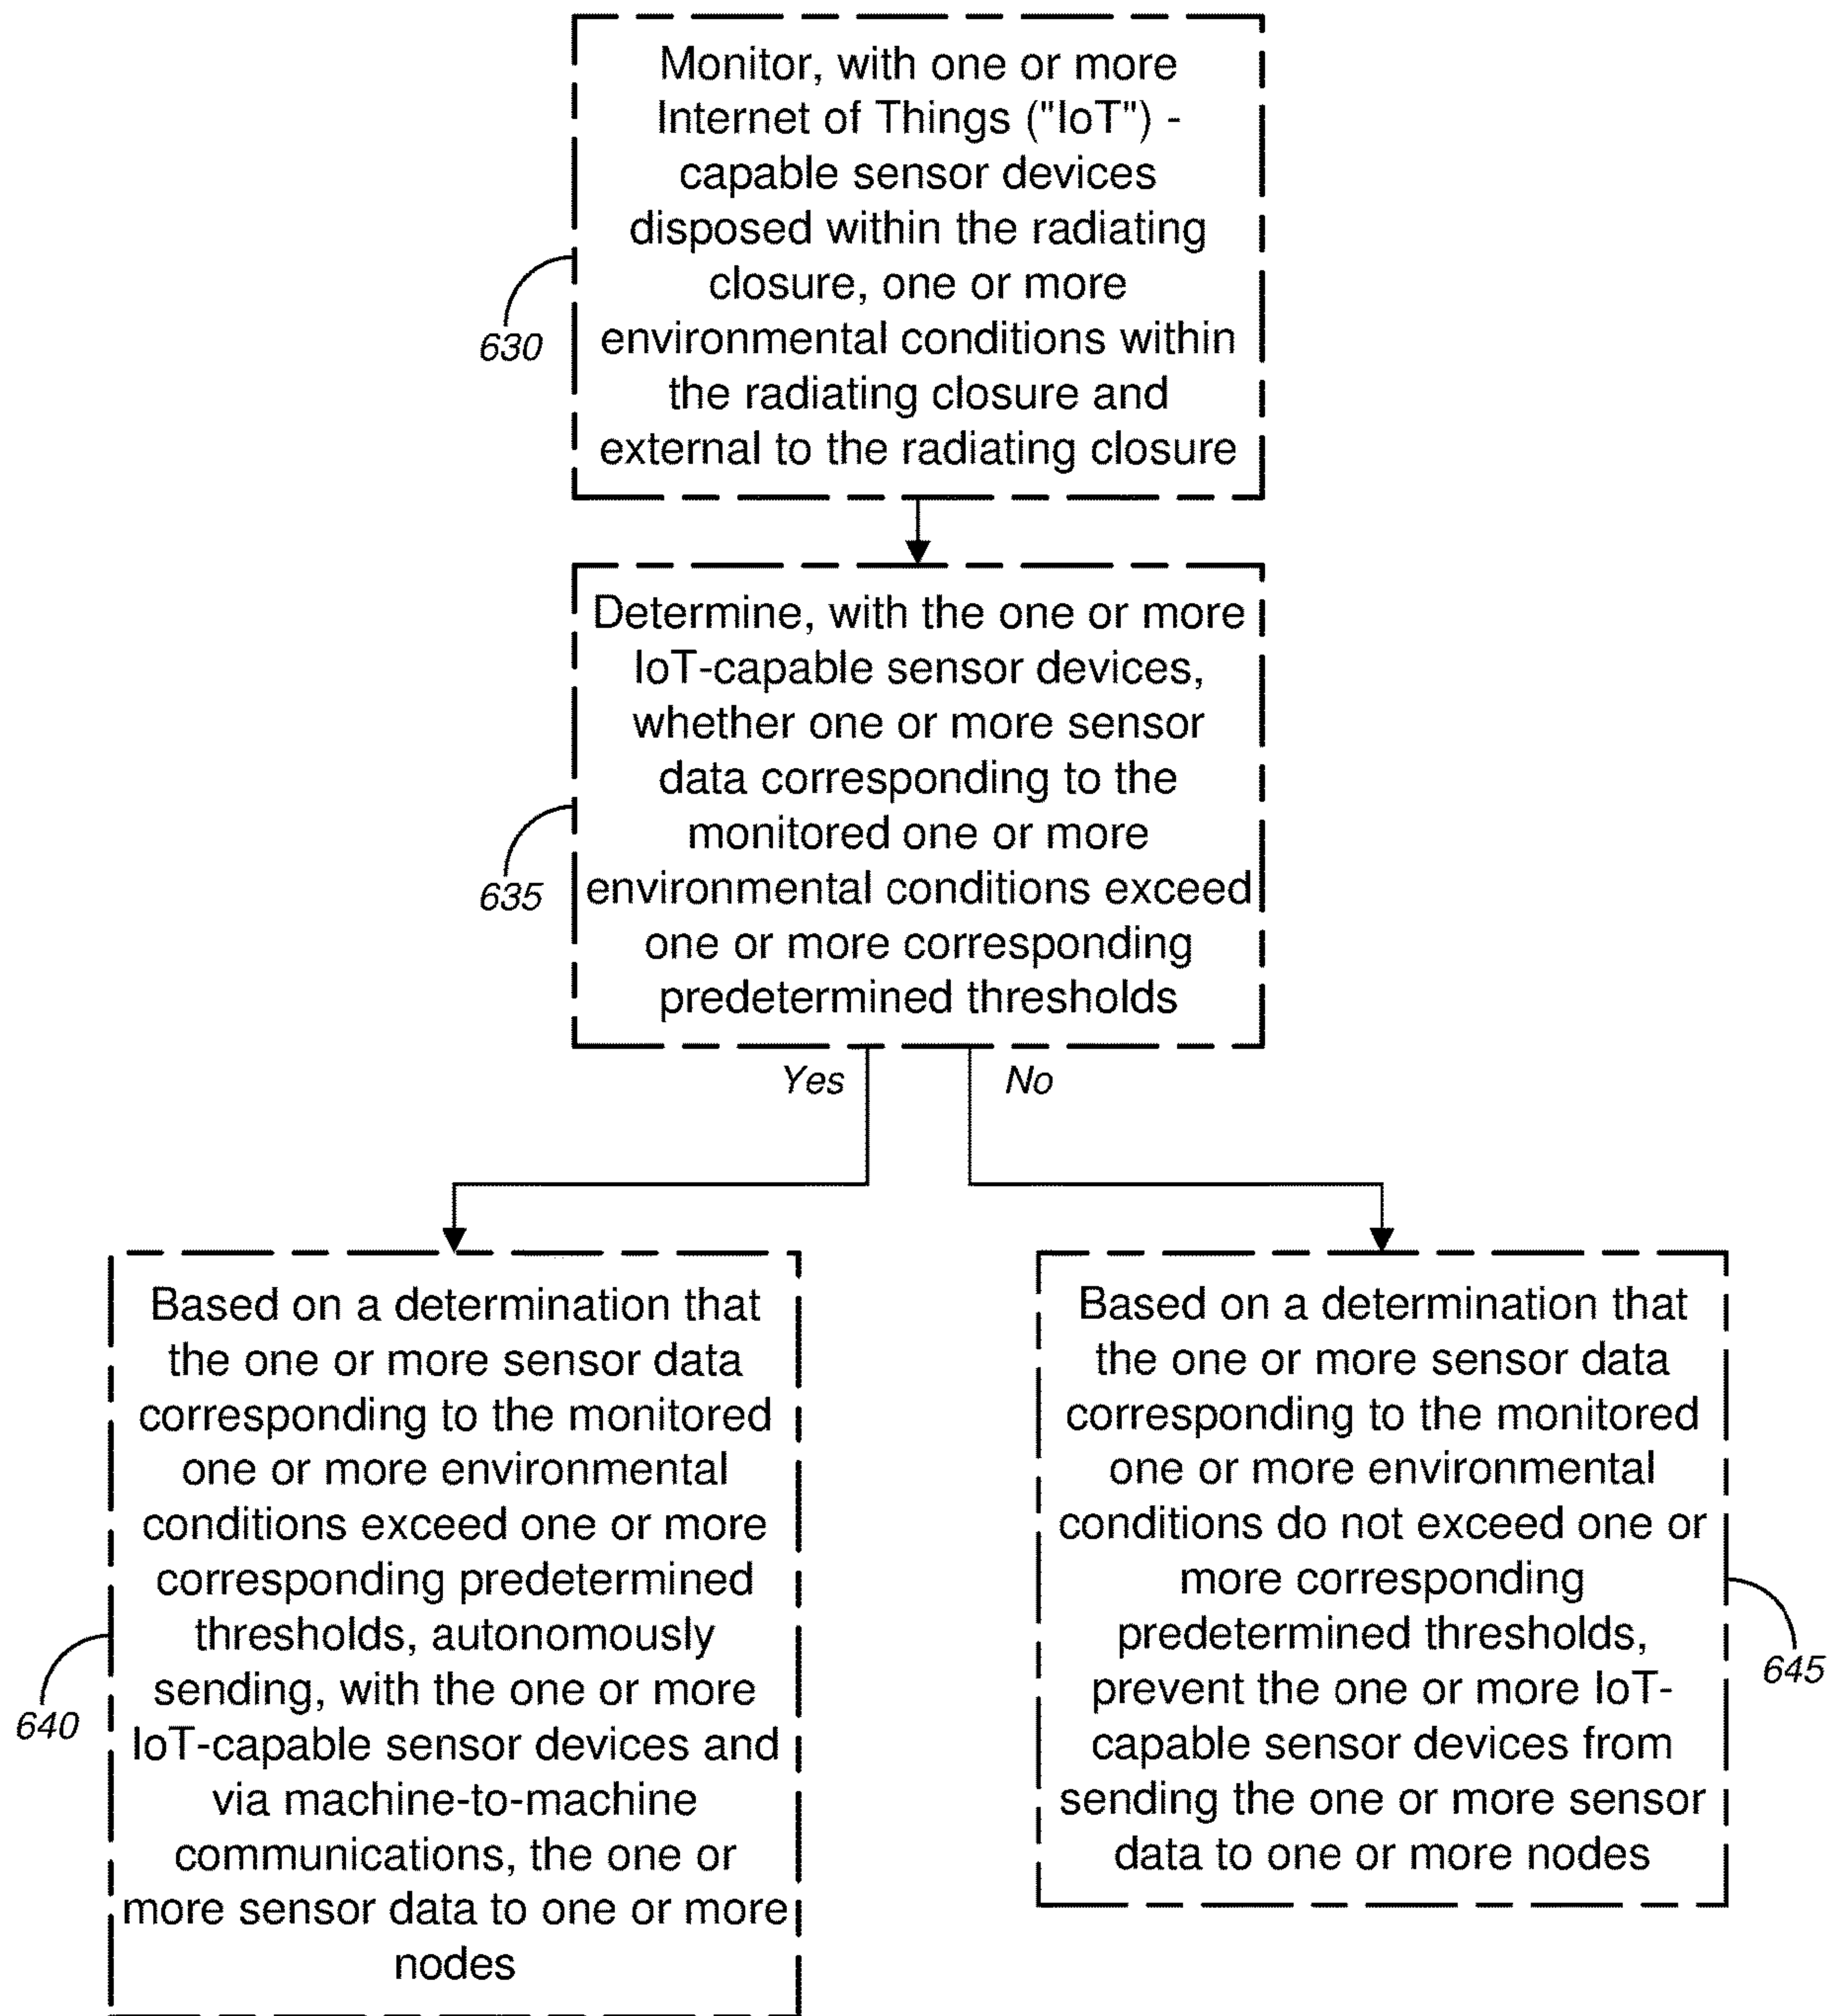 Monitor, with one or more
Internet of Things ("IoT") -
capable sensor devices
disposed within the radiating
closure, one or more
environmental conditions within
the radiating closure and
external to the radiating closure
630
Determine, with the one or more
IoT-capable sensor devices,
whether one or more sensor
data corresponding to the
monitored one or more
environmental conditions exceed
one or more corresponding
predetermined thresholds
635
Yes
No
Based on a determination that
the one or more sensor data
corresponding to the monitored
one or more environmental
conditions exceed one or more
corresponding predetermined
thresholds, autonomously
sending, with the one or more
IoT-capable sensor devices and
via machine-to-machine
communications, the one or
more sensor data to one or more
nodes
640
Based on a determination that
the one or more sensor data
corresponding to the monitored
one or more environmental
conditions do not exceed one or
more corresponding
predetermined thresholds,
prevent the one or more IoT-
capable sensor devices from
sending the one or more sensor
data to one or more nodes
645